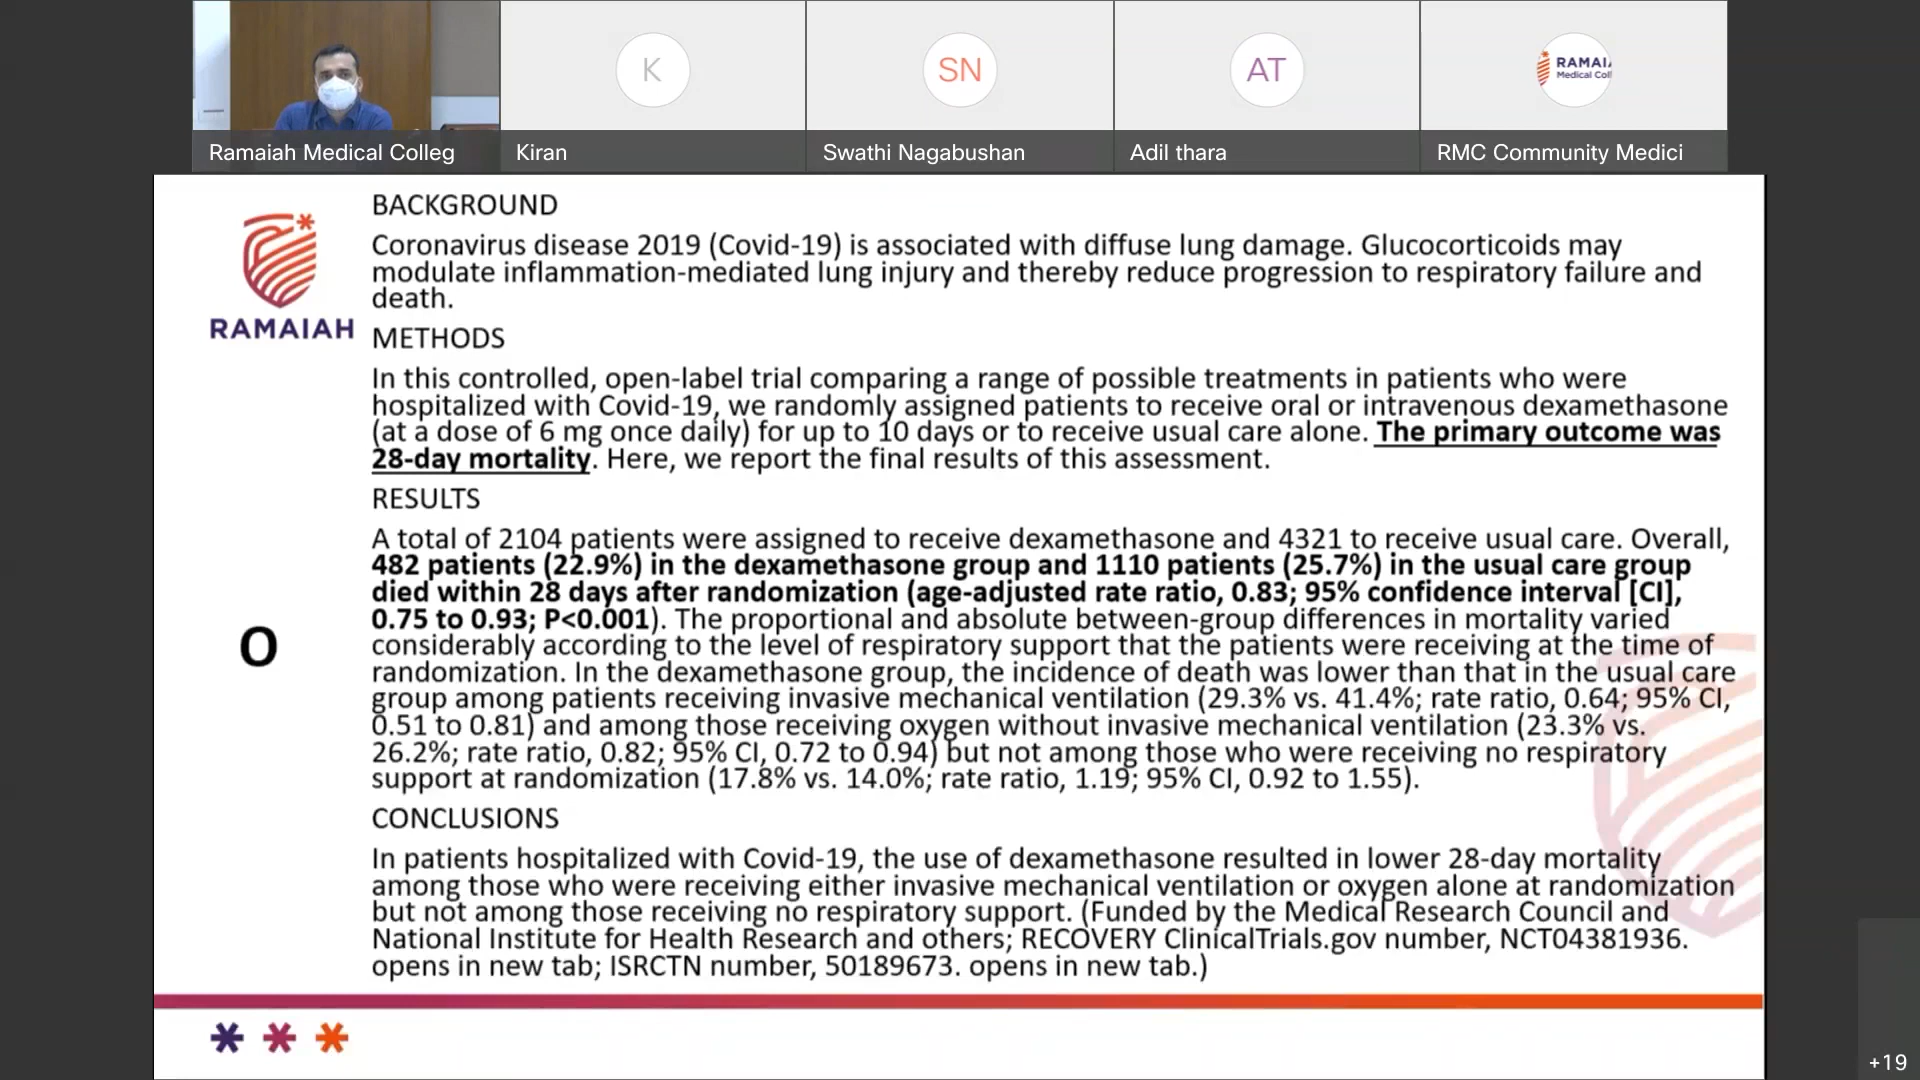 K
SN
AT
RAMAI
Medical Col
Ramaiah Medical Colleg
Kiran
Swathi Nagabushan
Adil thara
RMC Community Medici
RAMAIAH
BACKGROUND
Coronavirus disease 2019 (Covid-19) is associated with diffuse lung damage. Glucocorticoids may
modulate inflammation-mediated lung injury and thereby reduce progression to respiratory failure and
death.
METHODS
In this controlled, open-label trial comparing a range of possible treatments in patients who were
hospitalized with Covid-19, we randomly assigned patients to receive oral or intravenous dexamethasone
(at a dose of 6 mg once daily) for up to 10 days or to receive usual care alone. The primary outcome was
28-day mortality. Here, we report the final results of this assessment.
RESULTS
A total of 2104 patients were assigned to receive dexamethasone and 4321 to receive usual care. Overall,
482 patients (22.9%) in the dexamethasone group and 1110 patients (25.7%) in the usual care group
died within 28 days after randomization (age-adjusted rate ratio, 0.83; 95% confidence interval [CI],
0.75 to 0.93; P<0.001). The proportional and absolute between-group differences in mortality varied
considerably according to the level of respiratory support that the patients were receiving at the time of
randomization. In the dexamethasone group, the incidence of death was lower than that in the usual care
group among patients receiving invasive mechanical ventilation (29.3% vs. 41.4%; rate ratio, 0.64; 95% CI,
0.51 to 0.81) and among those receiving oxygen without invasive mechanical ventilation (23.3% vs.
26.2%; rate ratio, 0.82; 95% CI, 0.72 to 0.94) but not among those who were receiving no respiratory
support at randomization (17.8% vs. 14.0%; rate ratio, 1.19; 95% CI, 0.92 to 1.55).
CONCLUSIONS
In patients hospitalized with Covid-19, the use of dexamethasone resulted in lower 28-day mortality
among those who were receiving either invasive mechanical ventilation or oxygen alone at randomization
but not among those receiving no respiratory support. (Funded by the Medical Research Council and
National Institute for Health Research and others; RECOVERY ClinicalTrials.gov number, NCT04381936.
opens in new tab; ISRCTN number, 50189673. opens in new tab.)
O
+19